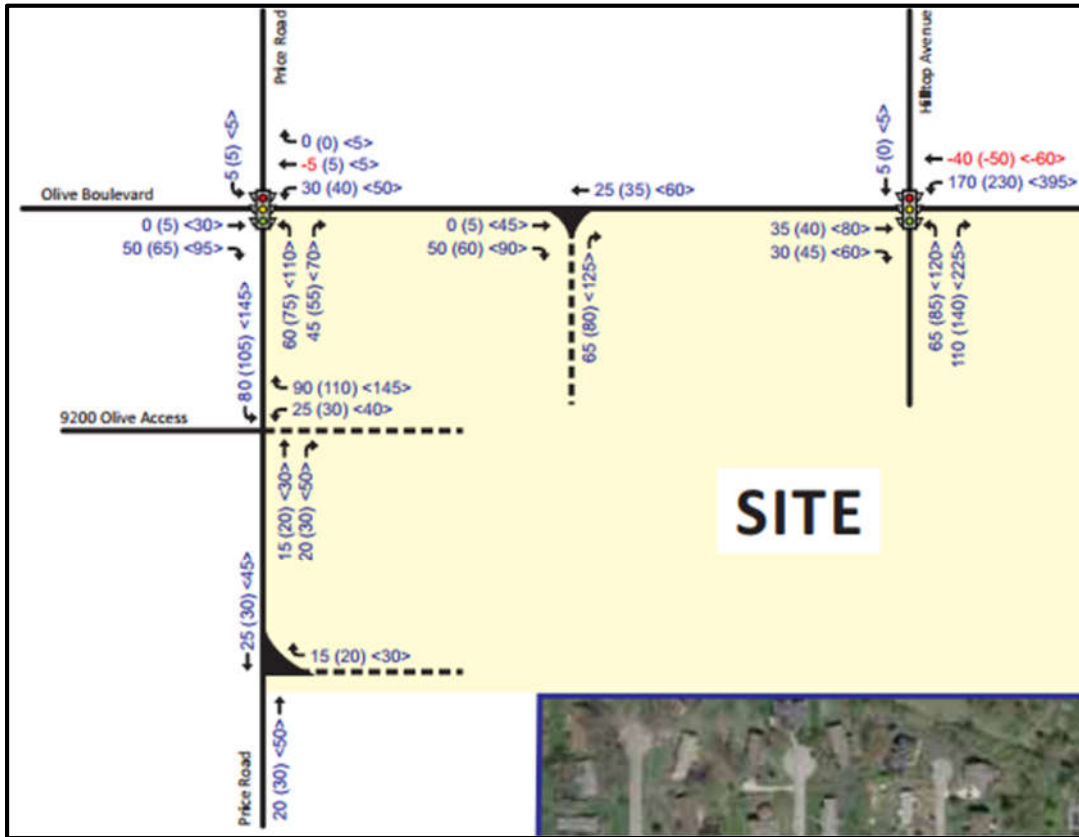 Price Road
Hilltop Avenue
5 (5) <5>
0 (0) <5>
-5 (5) <5>
30 (40) <50>
Olive Boulevard
25 (35) <60>
5 (0) <5>
-40 (-50) <-60>
170 (230) <395>
0 (5) <30>
50 (65) <95>
60 (75) <110>
45 (55) <70>
0 (5) <45>
50 (60) <90>
65 (80) <125>
35 (40) <80>
30 (45) <60>
65 (85) <120>
110 (140) <225>
80 (105) <145>
90 (110) <145>
25 (30) <40>
9200 Olive Access
15 (20) <30>
20 (30) <50>
SITE
25 (30) <45>
15 (20) <30>
20 (30) <50>
Price Road